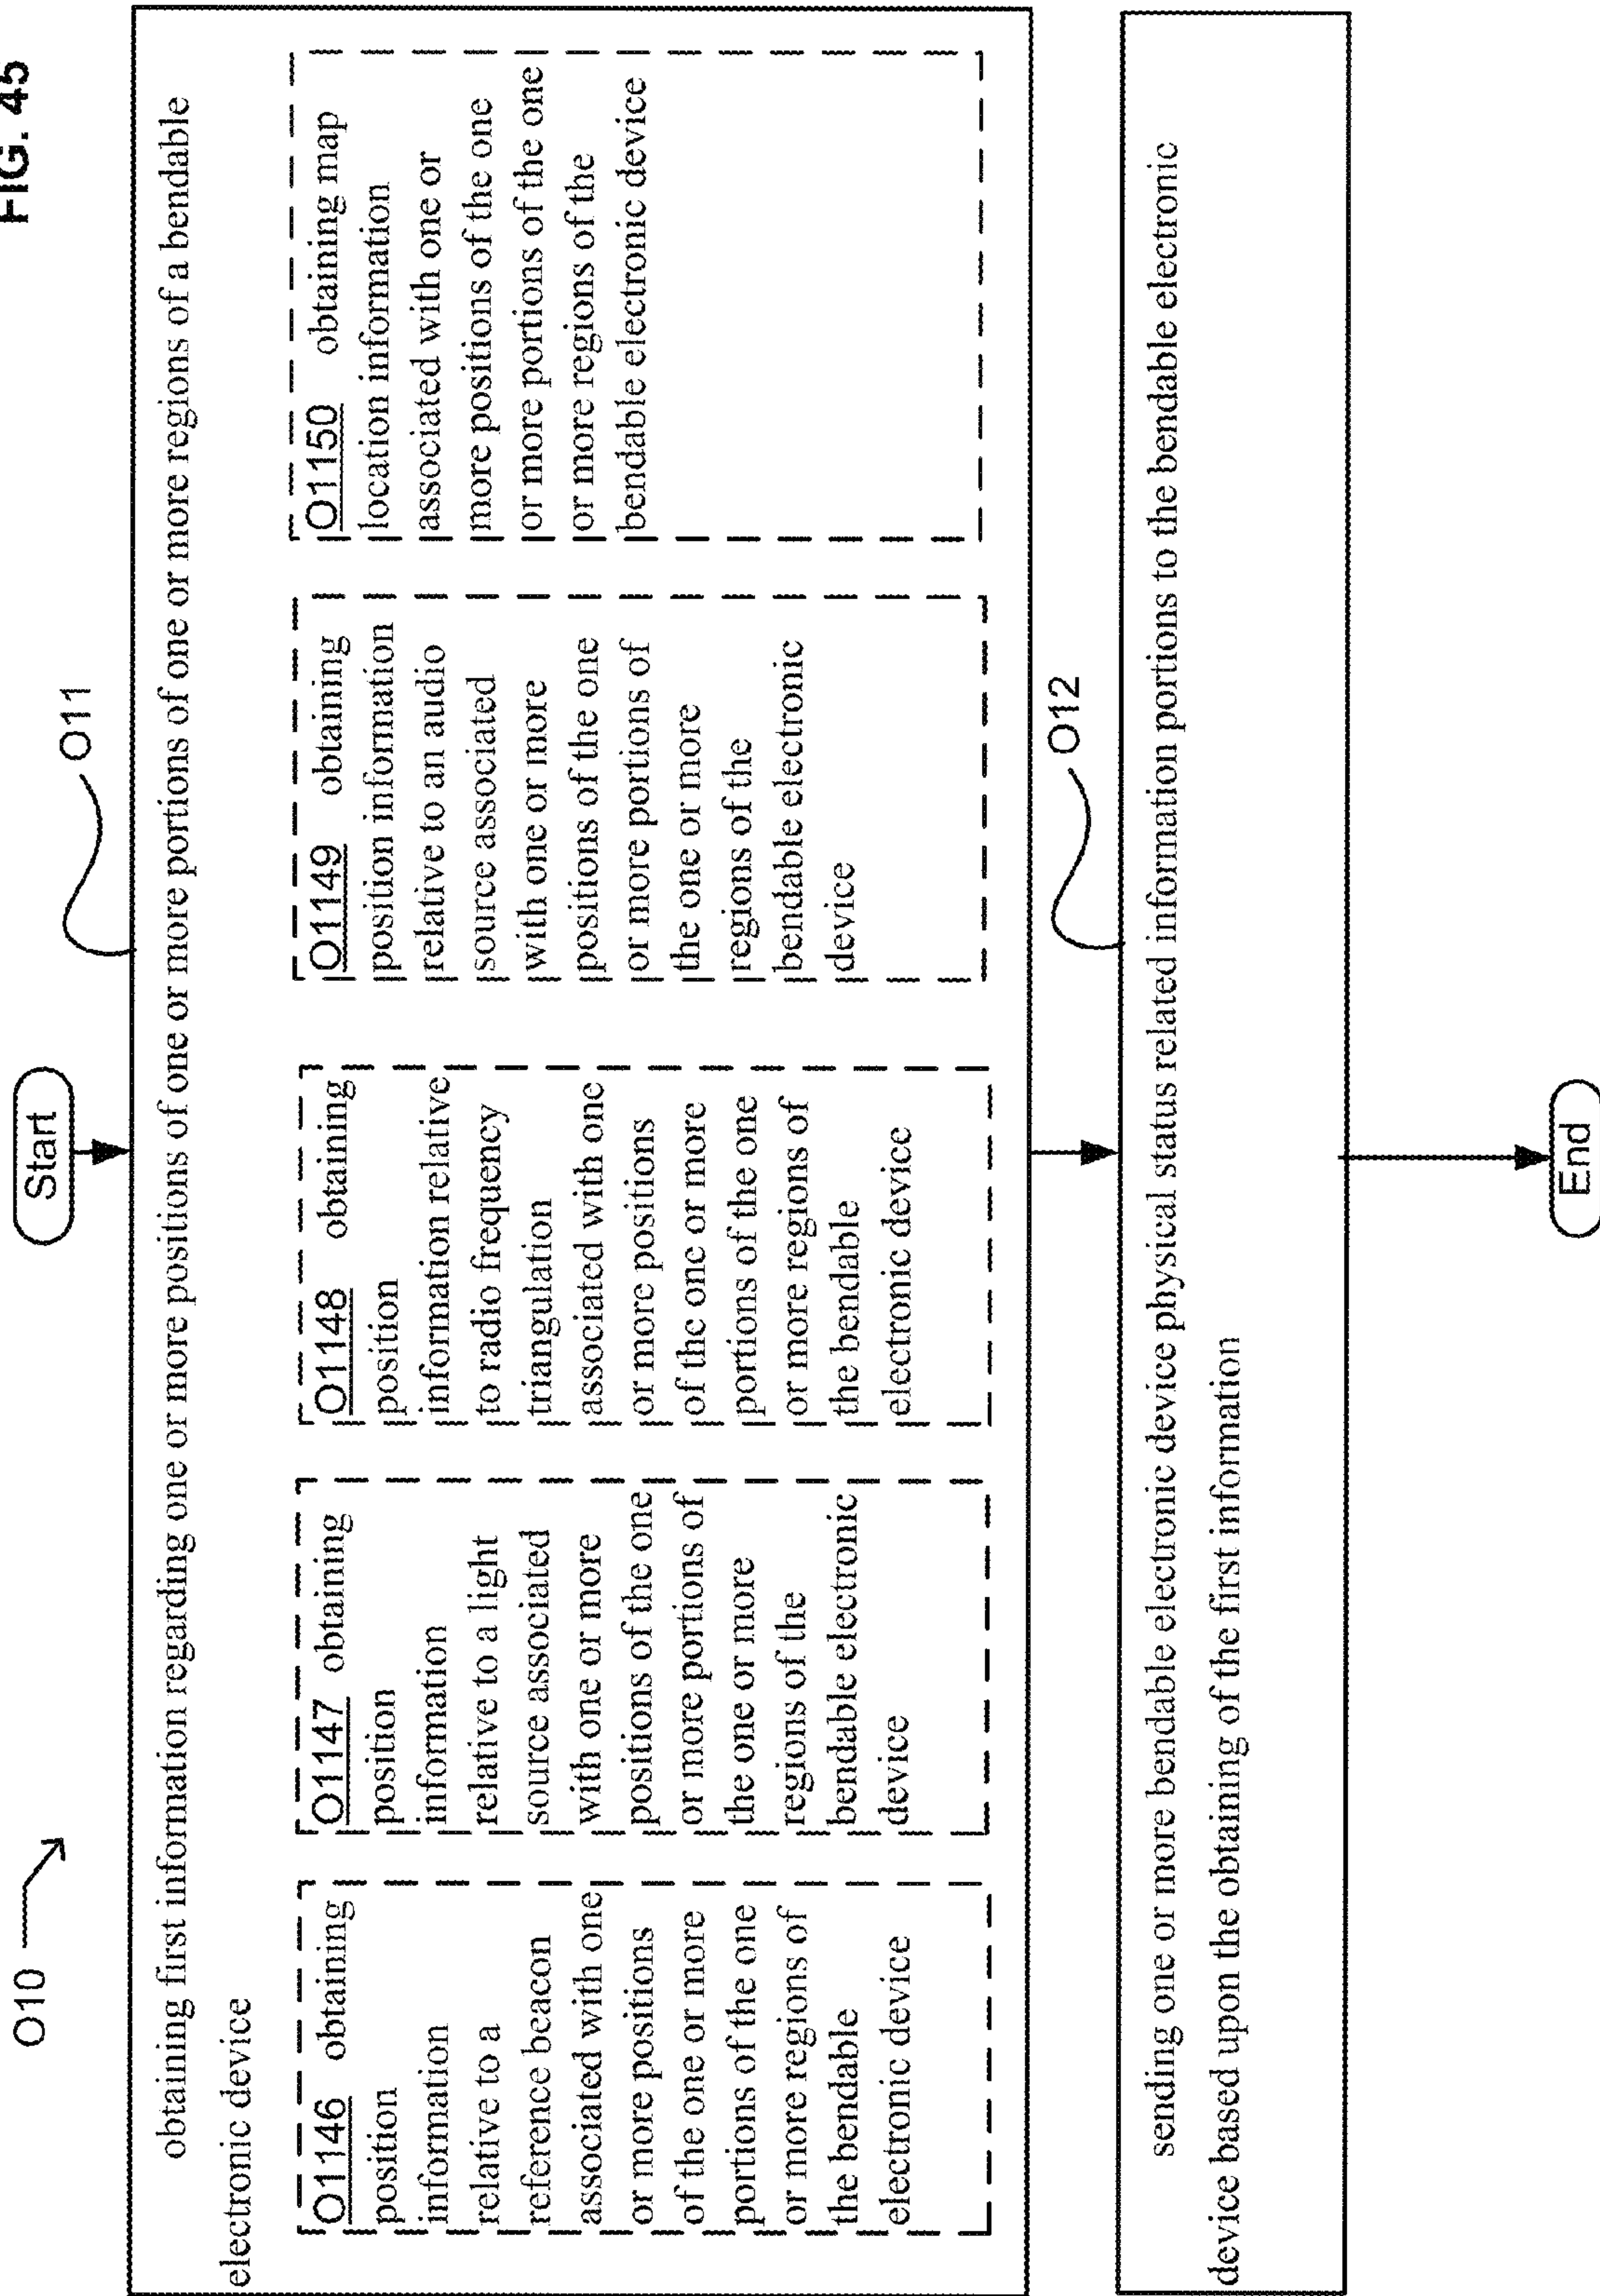 FIG. 45
O10
Start
O11
obtaining first information regarding one or more positions of one or more portions of one or more regions of a bendable
electronic device
O1146 obtaining
position
information
relative to a
reference beacon
associated with one
or more positions
of the one or more
portions of the one
or more regions of
the bendable
electronic device
O1147 obtaining
position
information
relative to a light
source associated
with one or more
positions of the one
or more portions of
the one or more
regions of the
bendable electronic
device
O1148 obtaining
position
information relative
to radio frequency
triangulation
associated with one
or more positions
of the one or more
portions of the one
or more regions of
the bendable
electronic device
O1149 obtaining
position information
relative to an audio
source associated
with one or more
positions of the one
or more portions of
the one or more
regions of the
bendable electronic
device
O1150 obtaining map
location information
associated with one or
more positions of the one
or more portions of the one
or more regions of the
bendable electronic device
O12
sending one or more bendable electronic device physical status related information portions to the bendable electronic
device based upon the obtaining of the first information
End